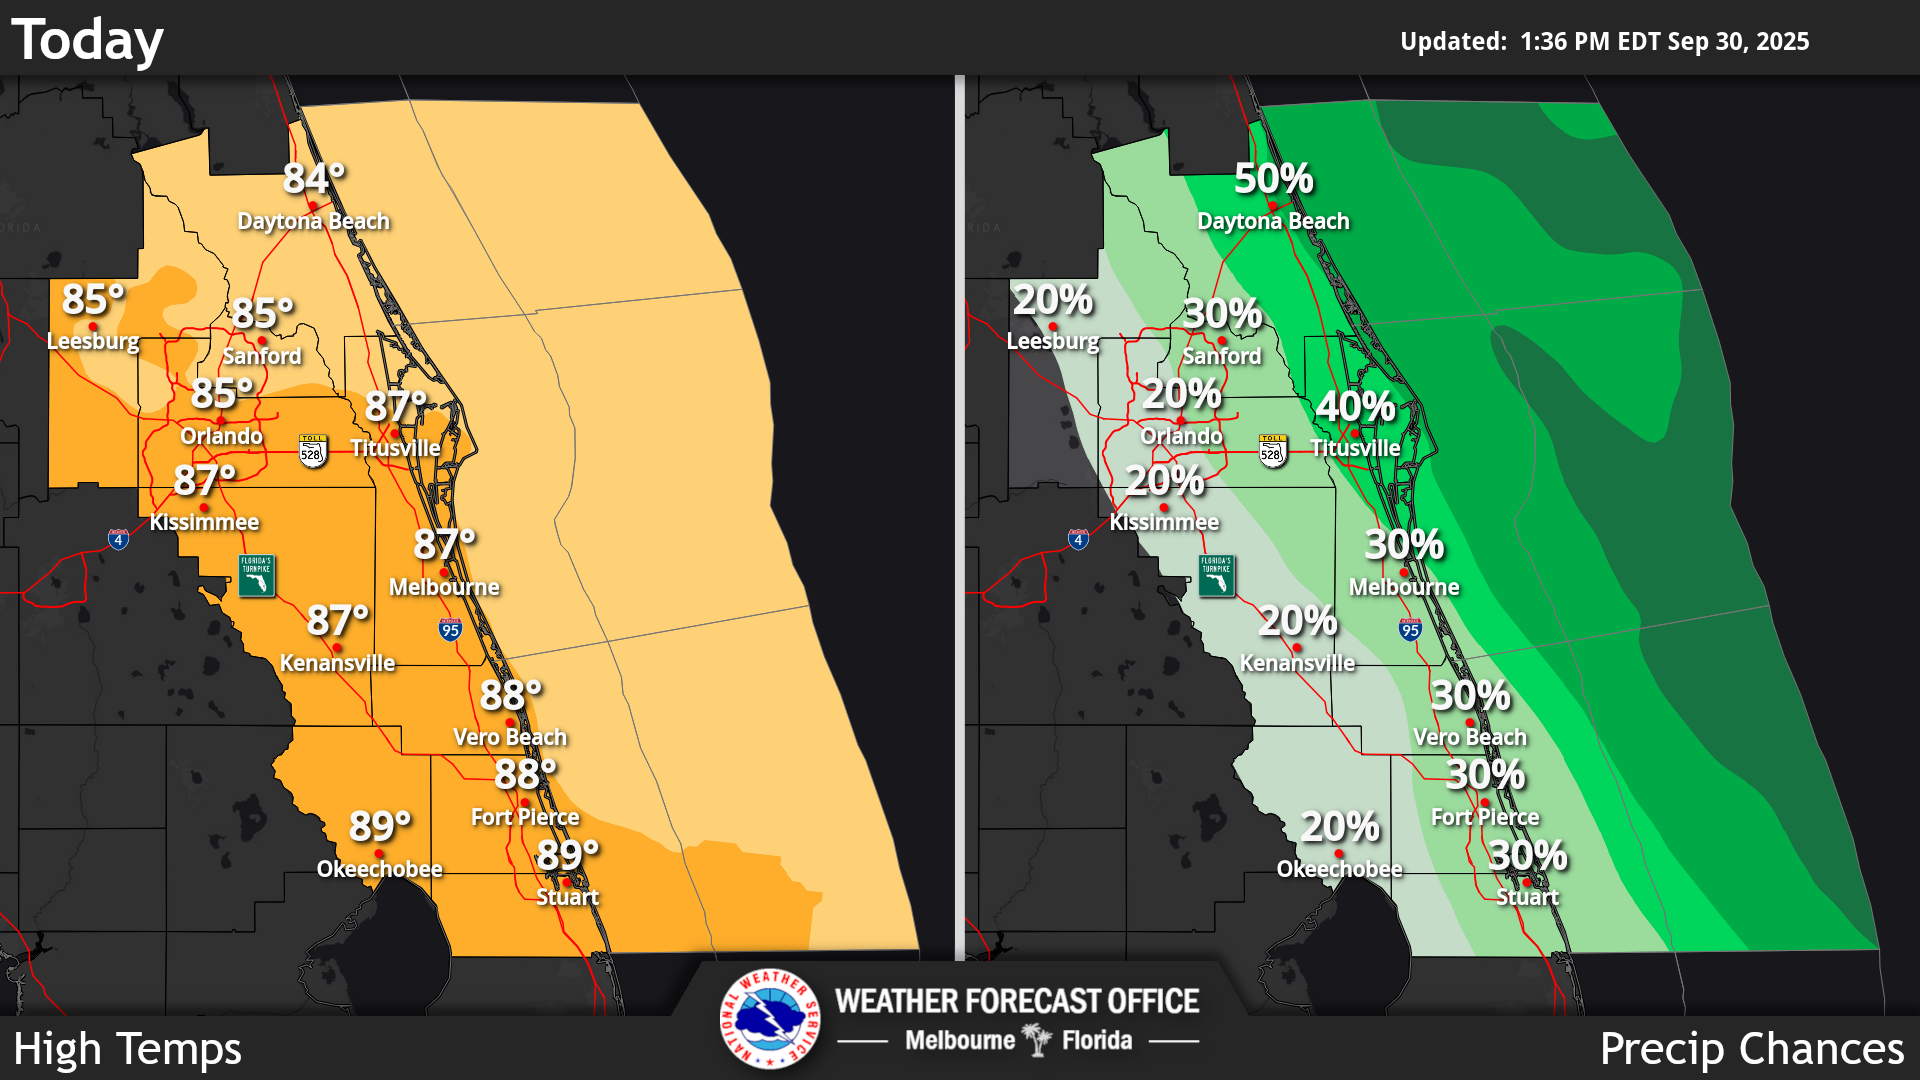 Today
Updated: 1:36 PM EDT Sep 30, 2025
84°
Daytona Beach
85°
Leesburg
85°
Sanford
85°
Orlando
87°
Titusville
TOLL
528
87°
Kissimmee
4
87°
Melbourne
FLORIDA'S
TURNPIKE
87°
Kenansville
95
88°
Vero Beach
88°
Fort Pierce
89°
Okeechobee
89°
Stuart
50%
Daytona Beach
RIDA
20%
Leesburg
30%
Sanford
20%
Orlando
40%
Titusville
TOLL
528
20%
Kissimmee
4
30%
Melbourne
FLORIDA'S
TURNPIKE
20%
Kenansville
95
30%
Vero Beach
30%
Fort Pierce
20%
Okeechobee
30%
Stuart
NATIONAL WEATHER SERVICE
WEATHER FORECAST OFFICE
Melbourne Florida
High Temps
Precip Chances